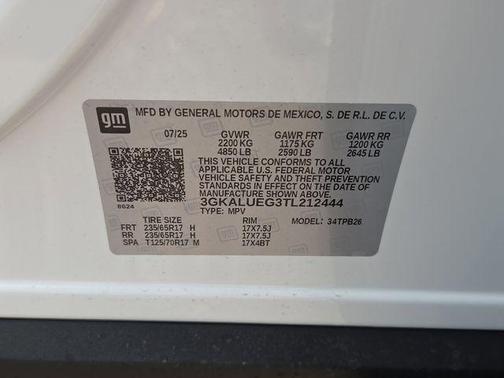 gm
MFD BY GENERAL MOTORS DE MEXICO, S. DE R.L. DE C.V.
07/25 GVWR GAWR FRT GAWR RR
2200 KG 1175 KG 1200 KG
4850 LB 2590 LB 2645 LB
THIS VEHICLE CONFORMS TO ALL
APPLICABLE U.S. FEDERAL MOTOR
VEHICLE SAFETY AND THEFT
PREVENTION STANDARDS IN EFFECT
ON THE DATE OF MANUFACTURE
SHOWN ABOVE.
3GKALUEG3TL212444
8624 TYPE: MPV
TIRE SIZE RIM MODEL: 34TPB26
FRT 235/65R17 H 17X7.5J
RR 235/65R17 H 17X7.5J
SPA T125/70R17 M 17X4BT